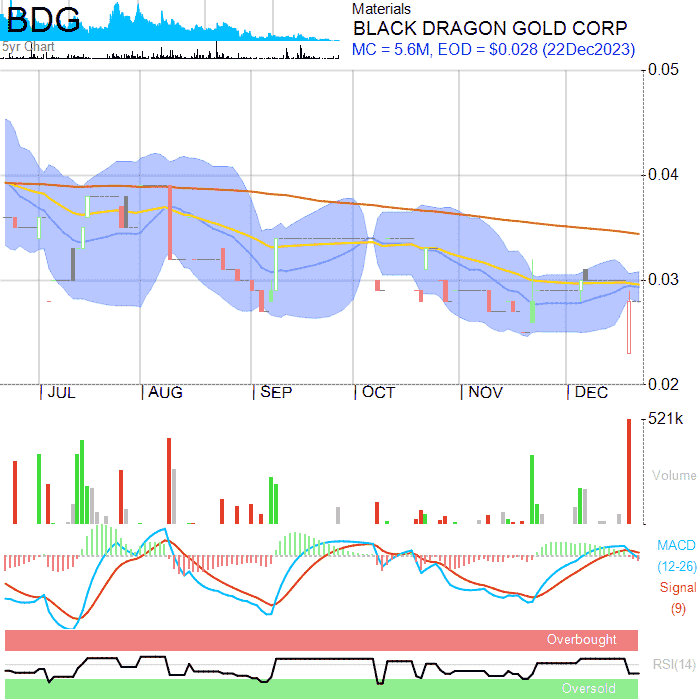 BDG
5yr Chart
Materials
BLACK DRAGON GOLD CORP
MC = 5.6M, EOD = $0.028 (22Dec2023)
0.05
0.04
0.03
0.02
JUL AUG SEP OCT NOV DEC
521k
Volume
MACD
(12-26)
Signal
(9)
Overbought
RSI(14)
Oversold